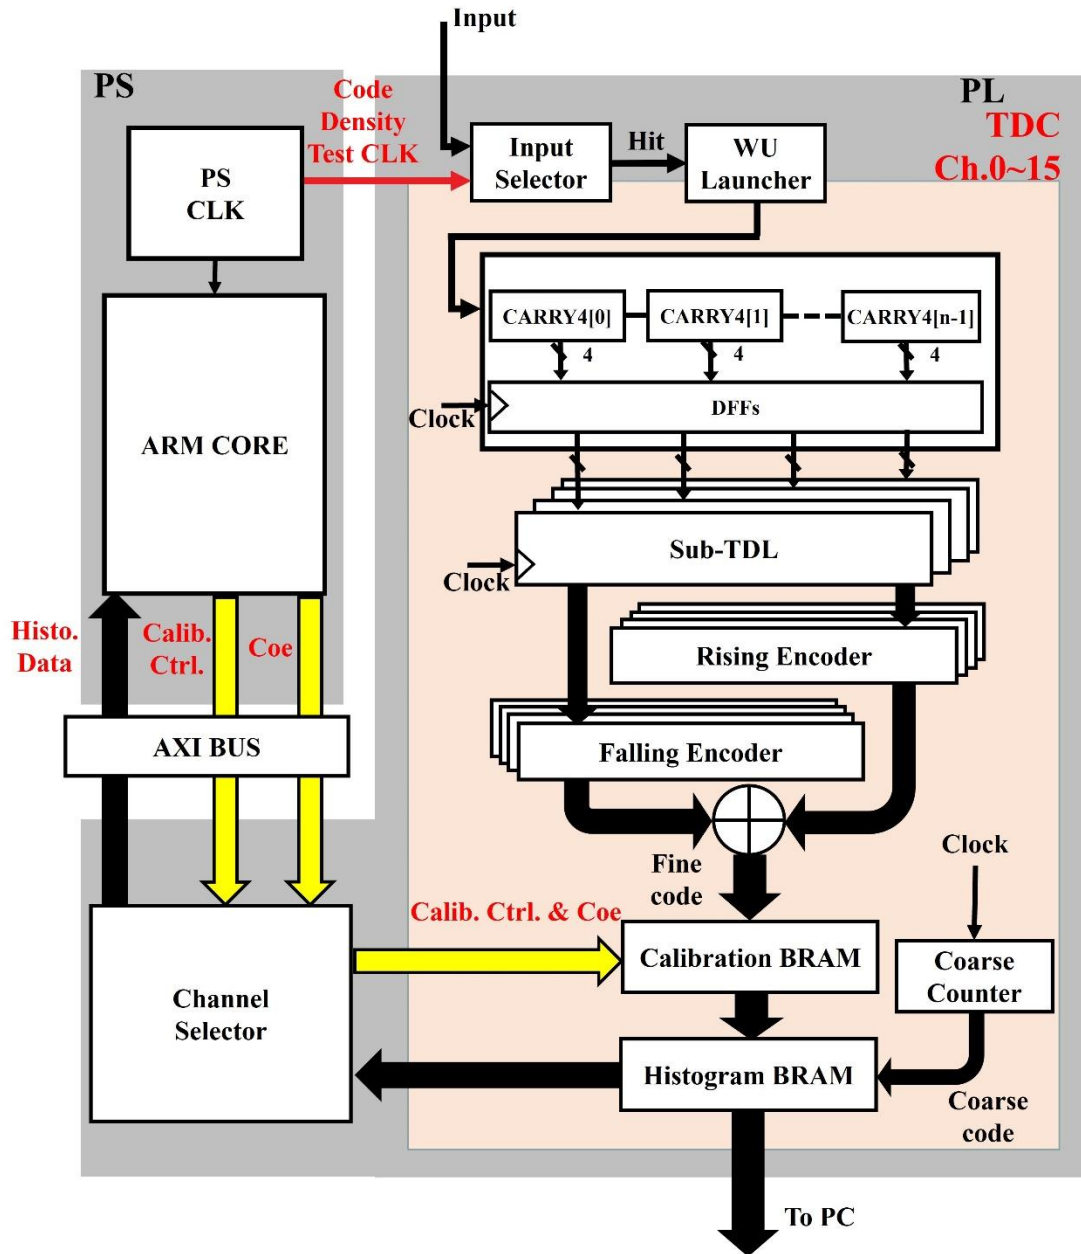 Input
PS
Code
Density
Test CLK
PL
TDC
Ch.0~15
PS
CLK
Input
Selector
Hit
WU
Launcher
CARRY4[0]
CARRY4[1]
CARRY4[n-1]
4
4
4
Clock
DFFs
ARM CORE
Sub-TDL
Clock
Histo.
Data
Calib.
Ctrl.
Coe
Rising Encoder
AXI BUS
Falling Encoder
Fine
code
Clock
Calib. Ctrl. & Coe
Calibration BRAM
Coarse
Counter
Channel
Selector
Histogram BRAM
Coarse
code
To PC